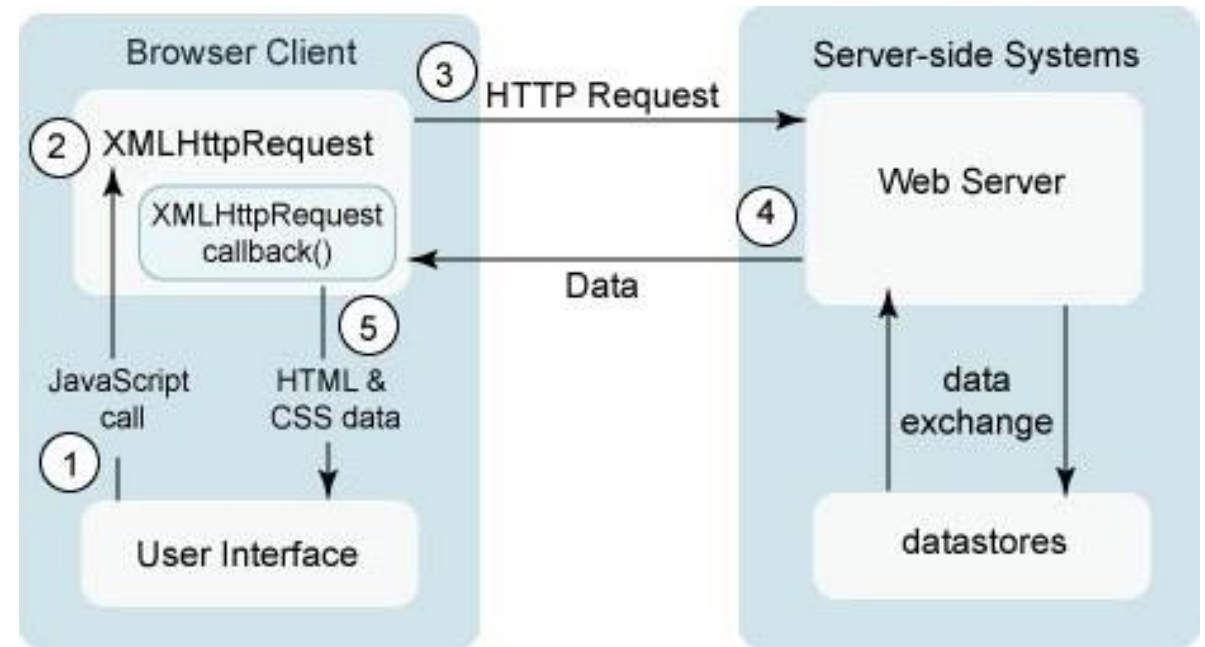 Browser Client
3
HTTP Request
2
XMLHttpRequest
XMLHttpRequest
callback()
JavaScript
call
1
5
HTML &
CSS data
User Interface
Server-side Systems
Web Server
4
Data
data
exchange
datastores